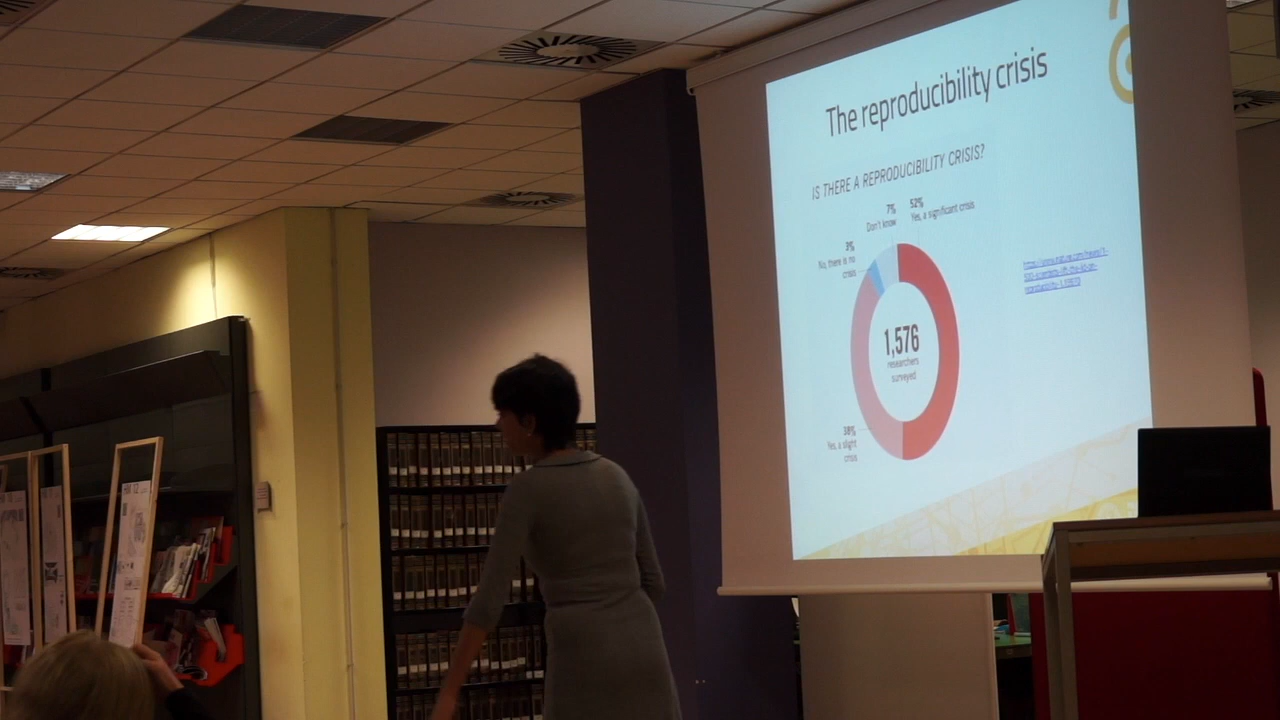 The reproducibility crisis
IS THERE A REPRODUCIBILITY CRISIS?
7%
Don't know
52%
Yes, a significant crisis
3%
No, there is no
crisis
1,576
researchers
surveyed
38%
Yes, a slight
crisis